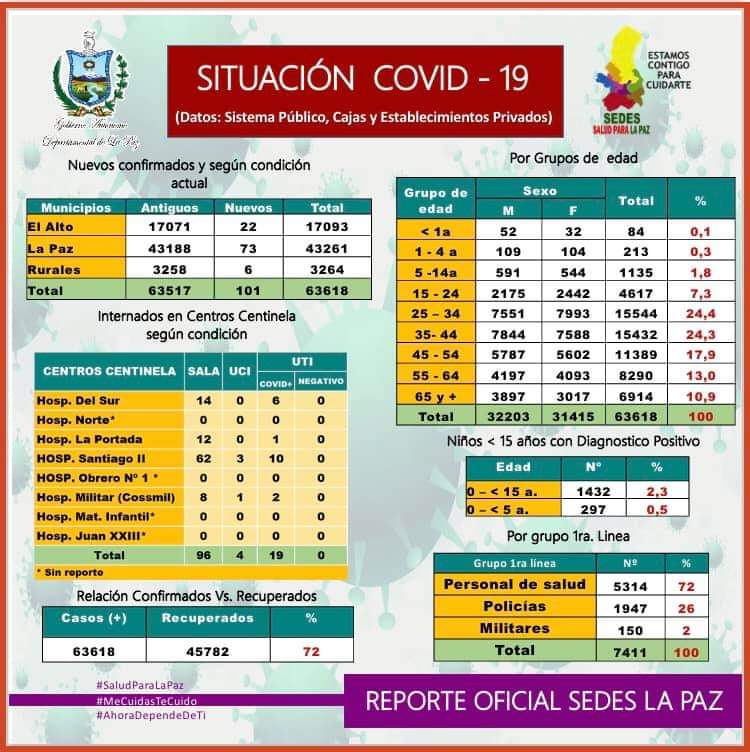 Gobierno Autónomo
Departamental de La Paz
SITUACIÓN COVID - 19
(Datos: Sistema Público, Cajas y Establecimientos Privados)
ESTAMOS
CONTIGO
PARA
CUIDARTE
SEDES
SALUD PARA LA PAZ
Nuevos confirmados y según condición
actual
Municipios Antiguos Nuevos Total
El Alto 17071 22 17093
La Paz 43188 73 43261
Rurales 3258 6 3264
Total 63517 101 63618
Internados en Centros Centinela
según condición
CENTROS CENTINELA SALA UCI UTI
COVID+ NEGATIVO
Hosp. Del Sur 14 0 6 0
Hosp. Norte* 0 0 0 0
Hosp. La Portada 12 0 1 0
HOSP. Santiago II 62 3 10 0
HOSP. Obrero Nº 1 * 0 0 0 0
Hosp. Militar (Cossmil) 8 1 2 0
Hosp. Mat. Infantil* 0 0 0 0
Hosp. Juan XXIII* 0 0 0 0
Total 96 4 19 0
* Sin reporte
Relación Confirmados Vs. Recuperados
Casos (+) Recuperados %
63618 45782 72
Por Grupos de edad
Grupo de edad Sexo Total %
M F
< 1a 52 32 84 0,1
1 - 4 a 109 104 213 0,3
5 -14a 591 544 1135 1,8
15 - 24 2175 2442 4617 7,3
25 – 34 7551 7993 15544 24,4
35- 44 7844 7588 15432 24,3
45 - 54 5787 5602 11389 17,9
55 - 64 4197 4093 8290 13,0
65 y + 3897 3017 6914 10,9
Total 32203 31415 63618 100
Niños < 15 años con Diagnostico Positivo
Edad Nº %
0 – < 15 a. 1432 2,3
0 – < 5 a. 297 0,5
Por grupo 1ra. Linea
Grupo 1ra línea Nº %
Personal de salud 5314 72
Policías 1947 26
Militares 150 2
Total 7411 100
#SaludParaLaPaz
#MeCuidasTeCuido
#AhoraDependeDeTi
REPORTE OFICIAL SEDES LA PAZ